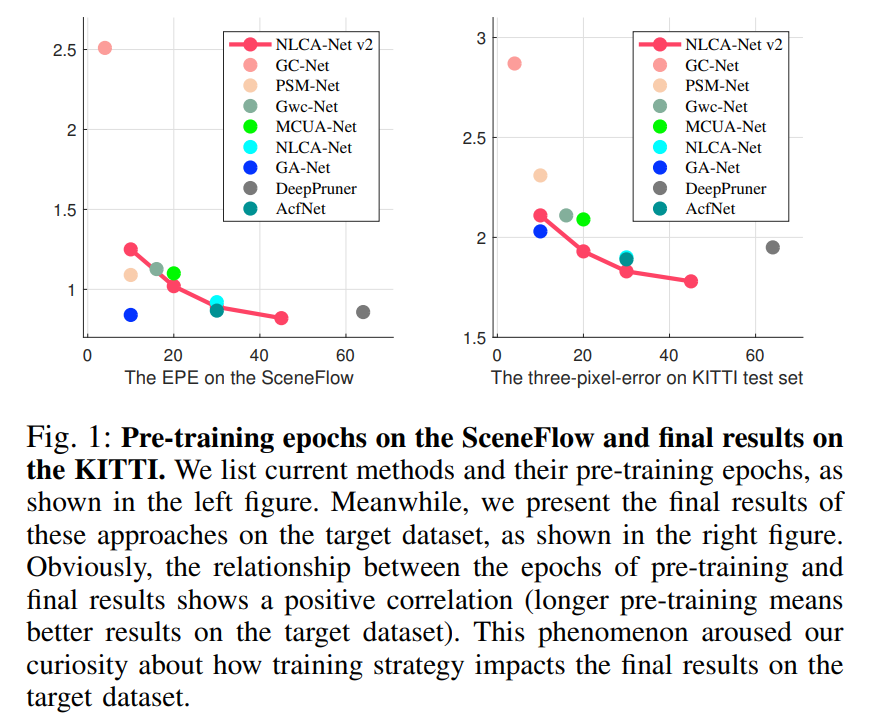 2.5
2
1.5
1
0
20
40
60
The EPE on the SceneFlow
NLCA-Net v2
GC-Net
PSM-Net
Gwc-Net
MCUA-Net
NLCA-Net
GA-Net
DeepPruner
AcfNet
3
2.5
2
1.5
0
20
40
60
The three-pixel-error on KITTI test set
NLCA-Net v2
GC-Net
PSM-Net
Gwc-Net
MCUA-Net
NLCA-Net
GA-Net
DeepPruner
AcfNet
Fig. 1: Pre-training epochs on the SceneFlow and final results on
the KITTI. We list current methods and their pre-training epochs, as
shown in the left figure. Meanwhile, we present the final results of
these approaches on the target dataset, as shown in the right figure.
Obviously, the relationship between the epochs of pre-training and
final results shows a positive correlation (longer pre-training means
better results on the target dataset). This phenomenon aroused our
curiosity about how training strategy impacts the final results on the
target dataset.